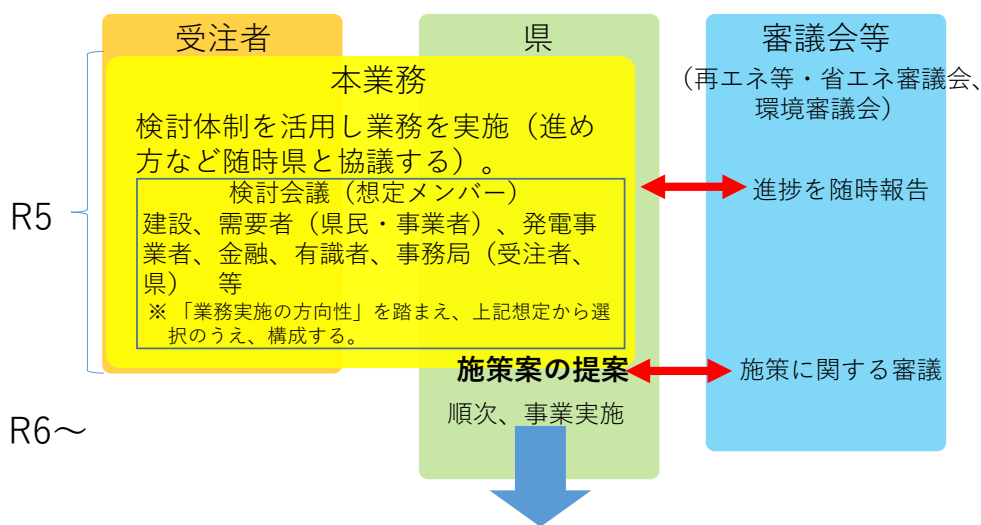 受注者
県
審議会等
（再エネ等・省エネ審議会、
環境審議会）
R5
本業務
検討体制を活用し業務を実施（進め
方など随時県と協議する）。
検討会議（想定メンバー）
建設、需要者（県民・事業者）、発電事
業者、金融、有識者、事務局（受注者、
県）　等
※ 「業務実施の方向性」を踏まえ、上記想定から選
択のうえ、構成する。
進捗を随時報告
施策案の提案
施策に関する審議
R6～
順次、事業実施